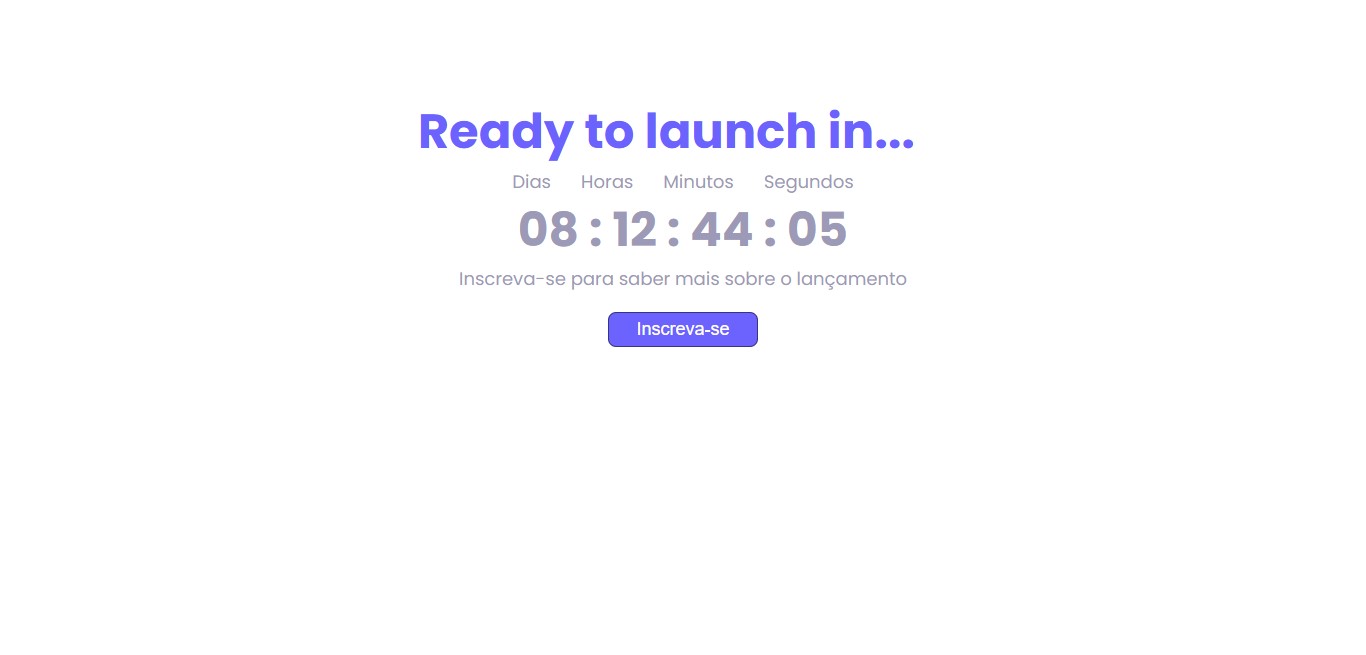 Ready to launch in...
Dias Horas Minutos Segundos
08 : 12 : 44 : 05
Inscreva-se para saber mais sobre o lançamento
Inscreva-se